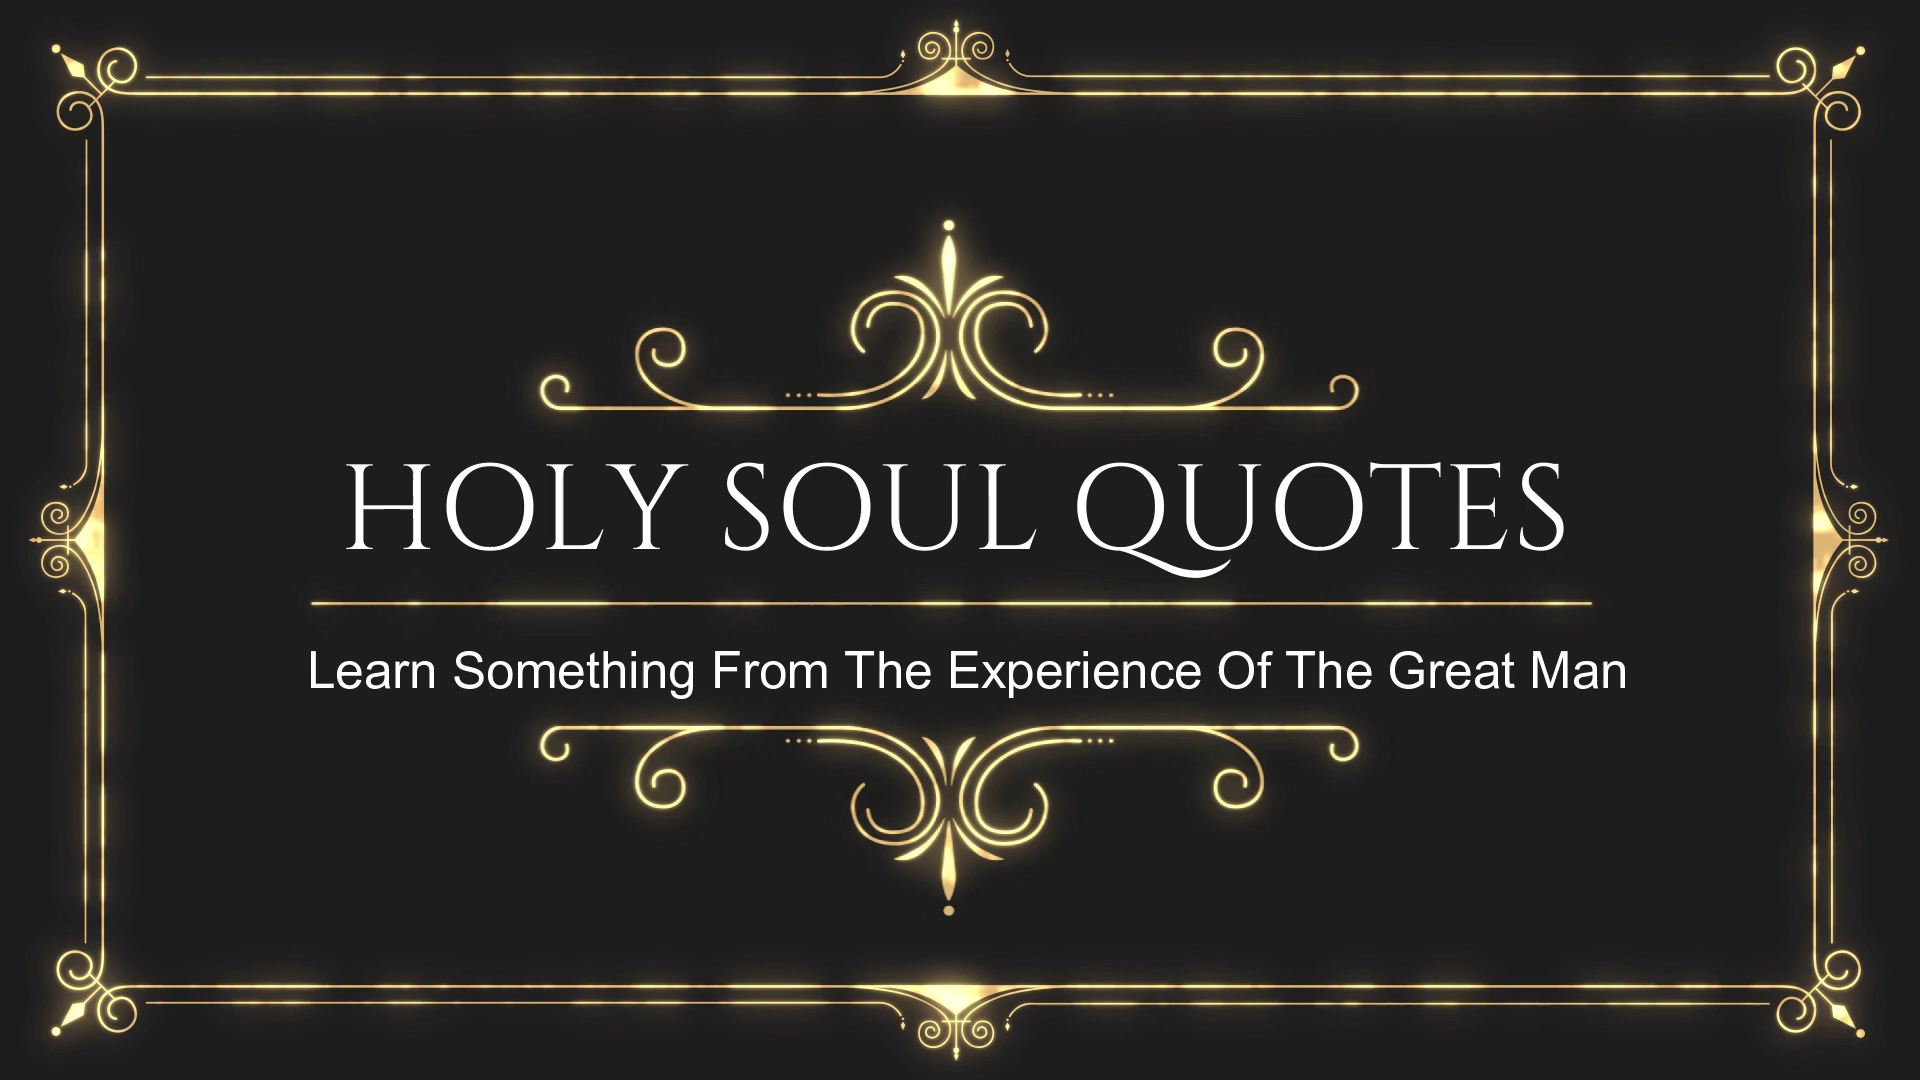 HOLY SOUL QUOTES
Learn Something From The Experience Of The Great Man